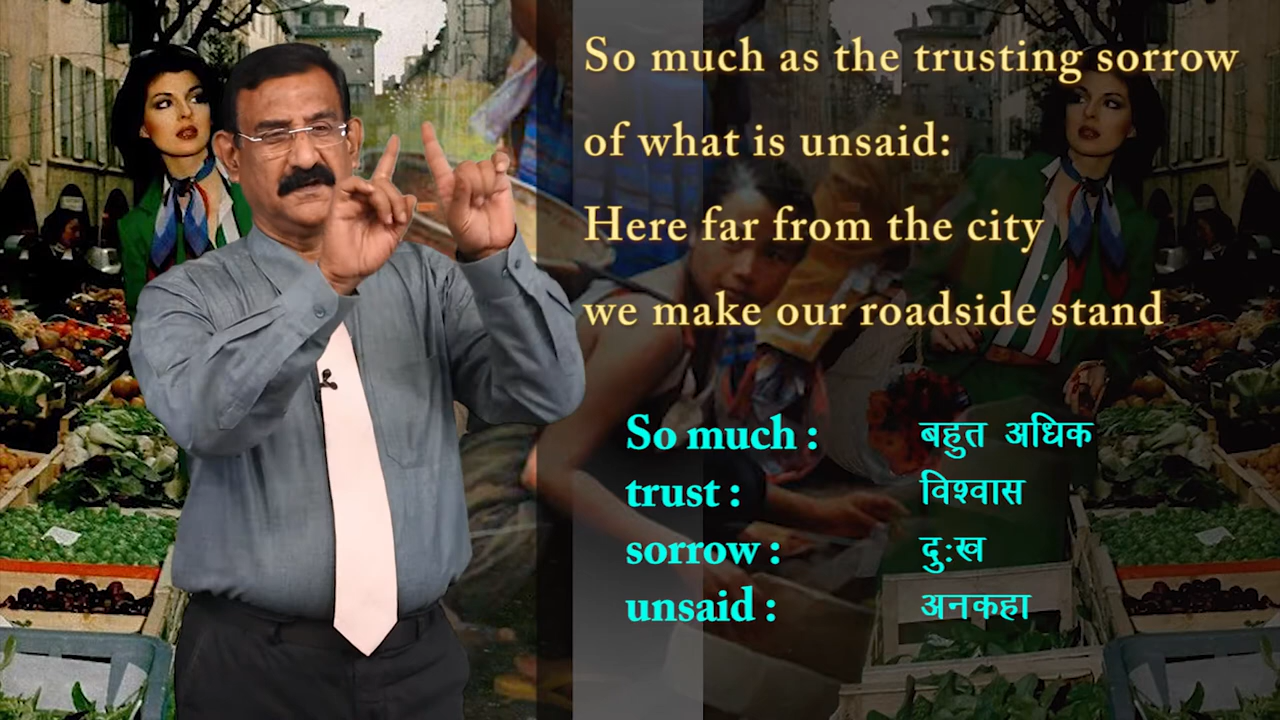 So much as the trusting sorrow
of what is unsaid:
Here far from the city
we make our roadside stand
So much : बहुत अधिक
trust : विश्वास
sorrow : दुःख
unsaid : अनकहा